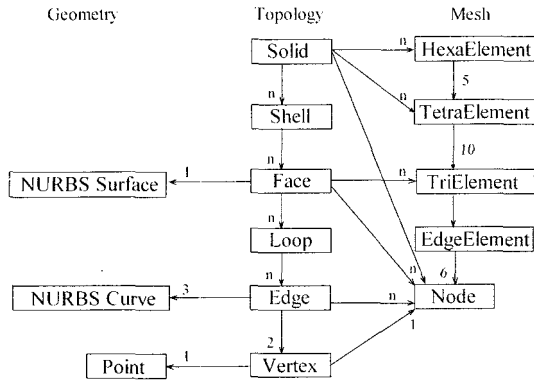 Geometry Topology Mesh
Solid n HexaElement
n 5
n
Shell TetraElement
n 10
NURBS Surface 1 Face n TriElement
n
Loop EdgeElement
n n 6
NURBS Curve 3 Edge n Node
2 1
Point 1 Vertex